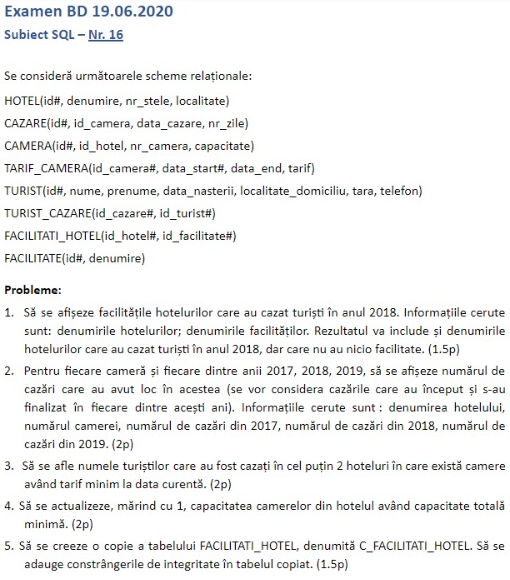 Examen BD 19.06.2020
Subiect SQL – Nr. 16
Se consideră următoarele scheme relaționale:
HOTEL(id#, denumire, nr_stele, localitate)
CAZARE(id#, id_camera, data_cazare, nr_zile)
CAMERA(id#, id_hotel, nr_camera, capacitate)
TARIF_CAMERA(id_camera#, data_start#, data_end, tarif)
TURIST(id#, nume, prenume, data_nasterii, localitate_domiciliu, tara, telefon)
TURIST_CAZARE(id_cazare#, id_turist#)
FACILITATI_HOTEL(id_hotel#, id_facilitate#)
FACILITATE(id#, denumire)
Probleme:
1. Să se afișeze facilitățile hotelurilor care au cazat turiști în anul 2018. Informațiile cerute
sunt: denumirile hotelurilor; denumirile facilităților. Rezultatul va include și denumirile
hotelurilor care au cazat turiști în anul 2018, dar care nu au nicio facilitate. (1.5p)
2. Pentru fiecare cameră și fiecare dintre anii 2017, 2018, 2019, să se afișeze numărul de
cazări care au avut loc în acestea (se vor considera cazările care au început și s-au
finalizat în fiecare dintre acești ani). Informațiile cerute sunt : denumirea hotelului,
numărul camerei, numărul de cazări din 2017, numărul de cazări din 2018, numărul de
cazări din 2019. (2p)
3. Să se afle numele turiștilor care au fost cazați în cel puțin 2 hoteluri în care există camere
având tarif minim la data curentă. (2p)
4. Să se actualizeze, mărind cu 1, capacitatea camerelor din hotelul având capacitate totală
minimă. (2p)
5. Să se creeze o copie a tabelului FACILITATI_HOTEL, denumită C_FACILITATI_HOTEL. Să se
adauge constrângerile de integritate în tabelul copiat. (1.5p)